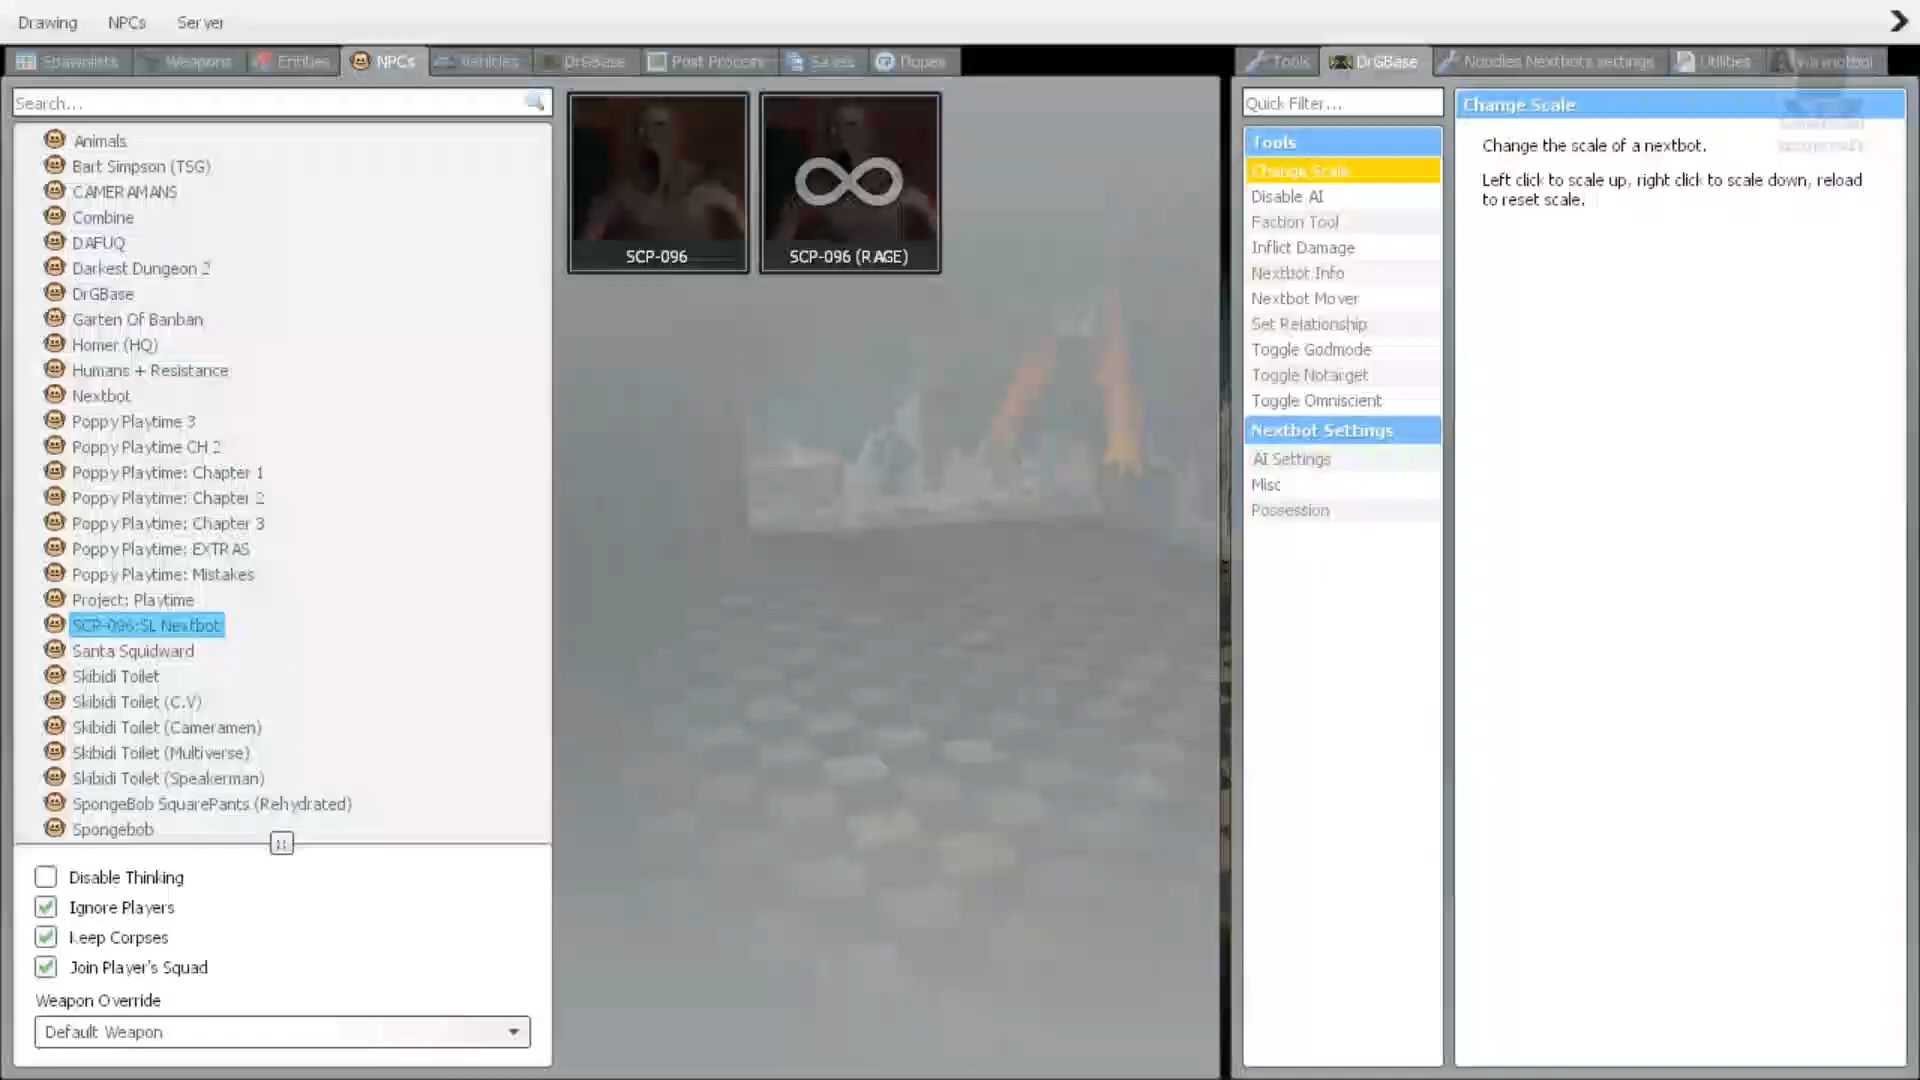 Drawing NPCs Server
Spawnlists Weapons Entities NPCs Vehicles DrGBase Post Process Saves Dupes
Tools DrGBase Noodles Nextbots settings Utilities
Search...
Animals
Bart Simpson (TSG)
CAMERAMANS
Combine
DAFUQ
Darkest Dungeon 2
DrGBase
Garten Of Banban
Homer (HQ)
Humans + Resistance
Nextbot
Poppy Playtime 3
Poppy Playtime CH 2
Poppy Playtime: Chapter 1
Poppy Playtime: Chapter 2
Poppy Playtime: Chapter 3
Poppy Playtime: EXTRAS
Poppy Playtime: Mistakes
Project: Playtime
SCP-096:SL Nextbot
Santa Squidward
Skibidi Toilet
Skibidi Toilet (C.V)
Skibidi Toilet (Cameramen)
Skibidi Toilet (Multiverse)
Skibidi Toilet (Speakerman)
SpongeBob SquarePants (Rehydrated)
Spongebob
Disable Thinking
Ignore Players
Keep Corpses
Join Player's Squad
Weapon Override
Default Weapon
SCP-096
SCP-096 (RAGE)
Quick Filter...
Tools
Change Scale
Disable AI
Faction Tool
Inflict Damage
Nextbot Info
Nextbot Mover
Set Relationship
Toggle Godmode
Toggle Notarget
Toggle Omniscient
Nextbot Settings
AI Settings
Misc
Possession
Change Scale
Change the scale of a nextbot.
Left click to scale up, right click to scale down, reload
to reset scale.